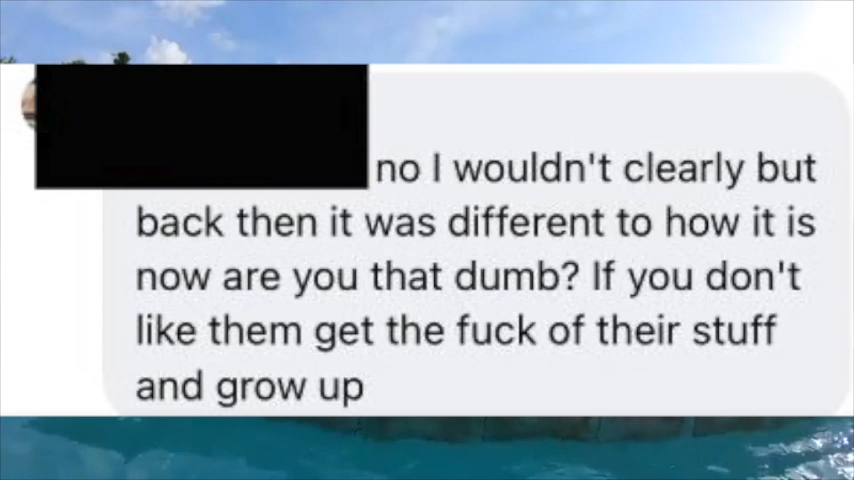 no I wouldn't clearly but
back then it was different to how it is
now are you that dumb? If you don't
like them get the fuck of their stuff
and grow up